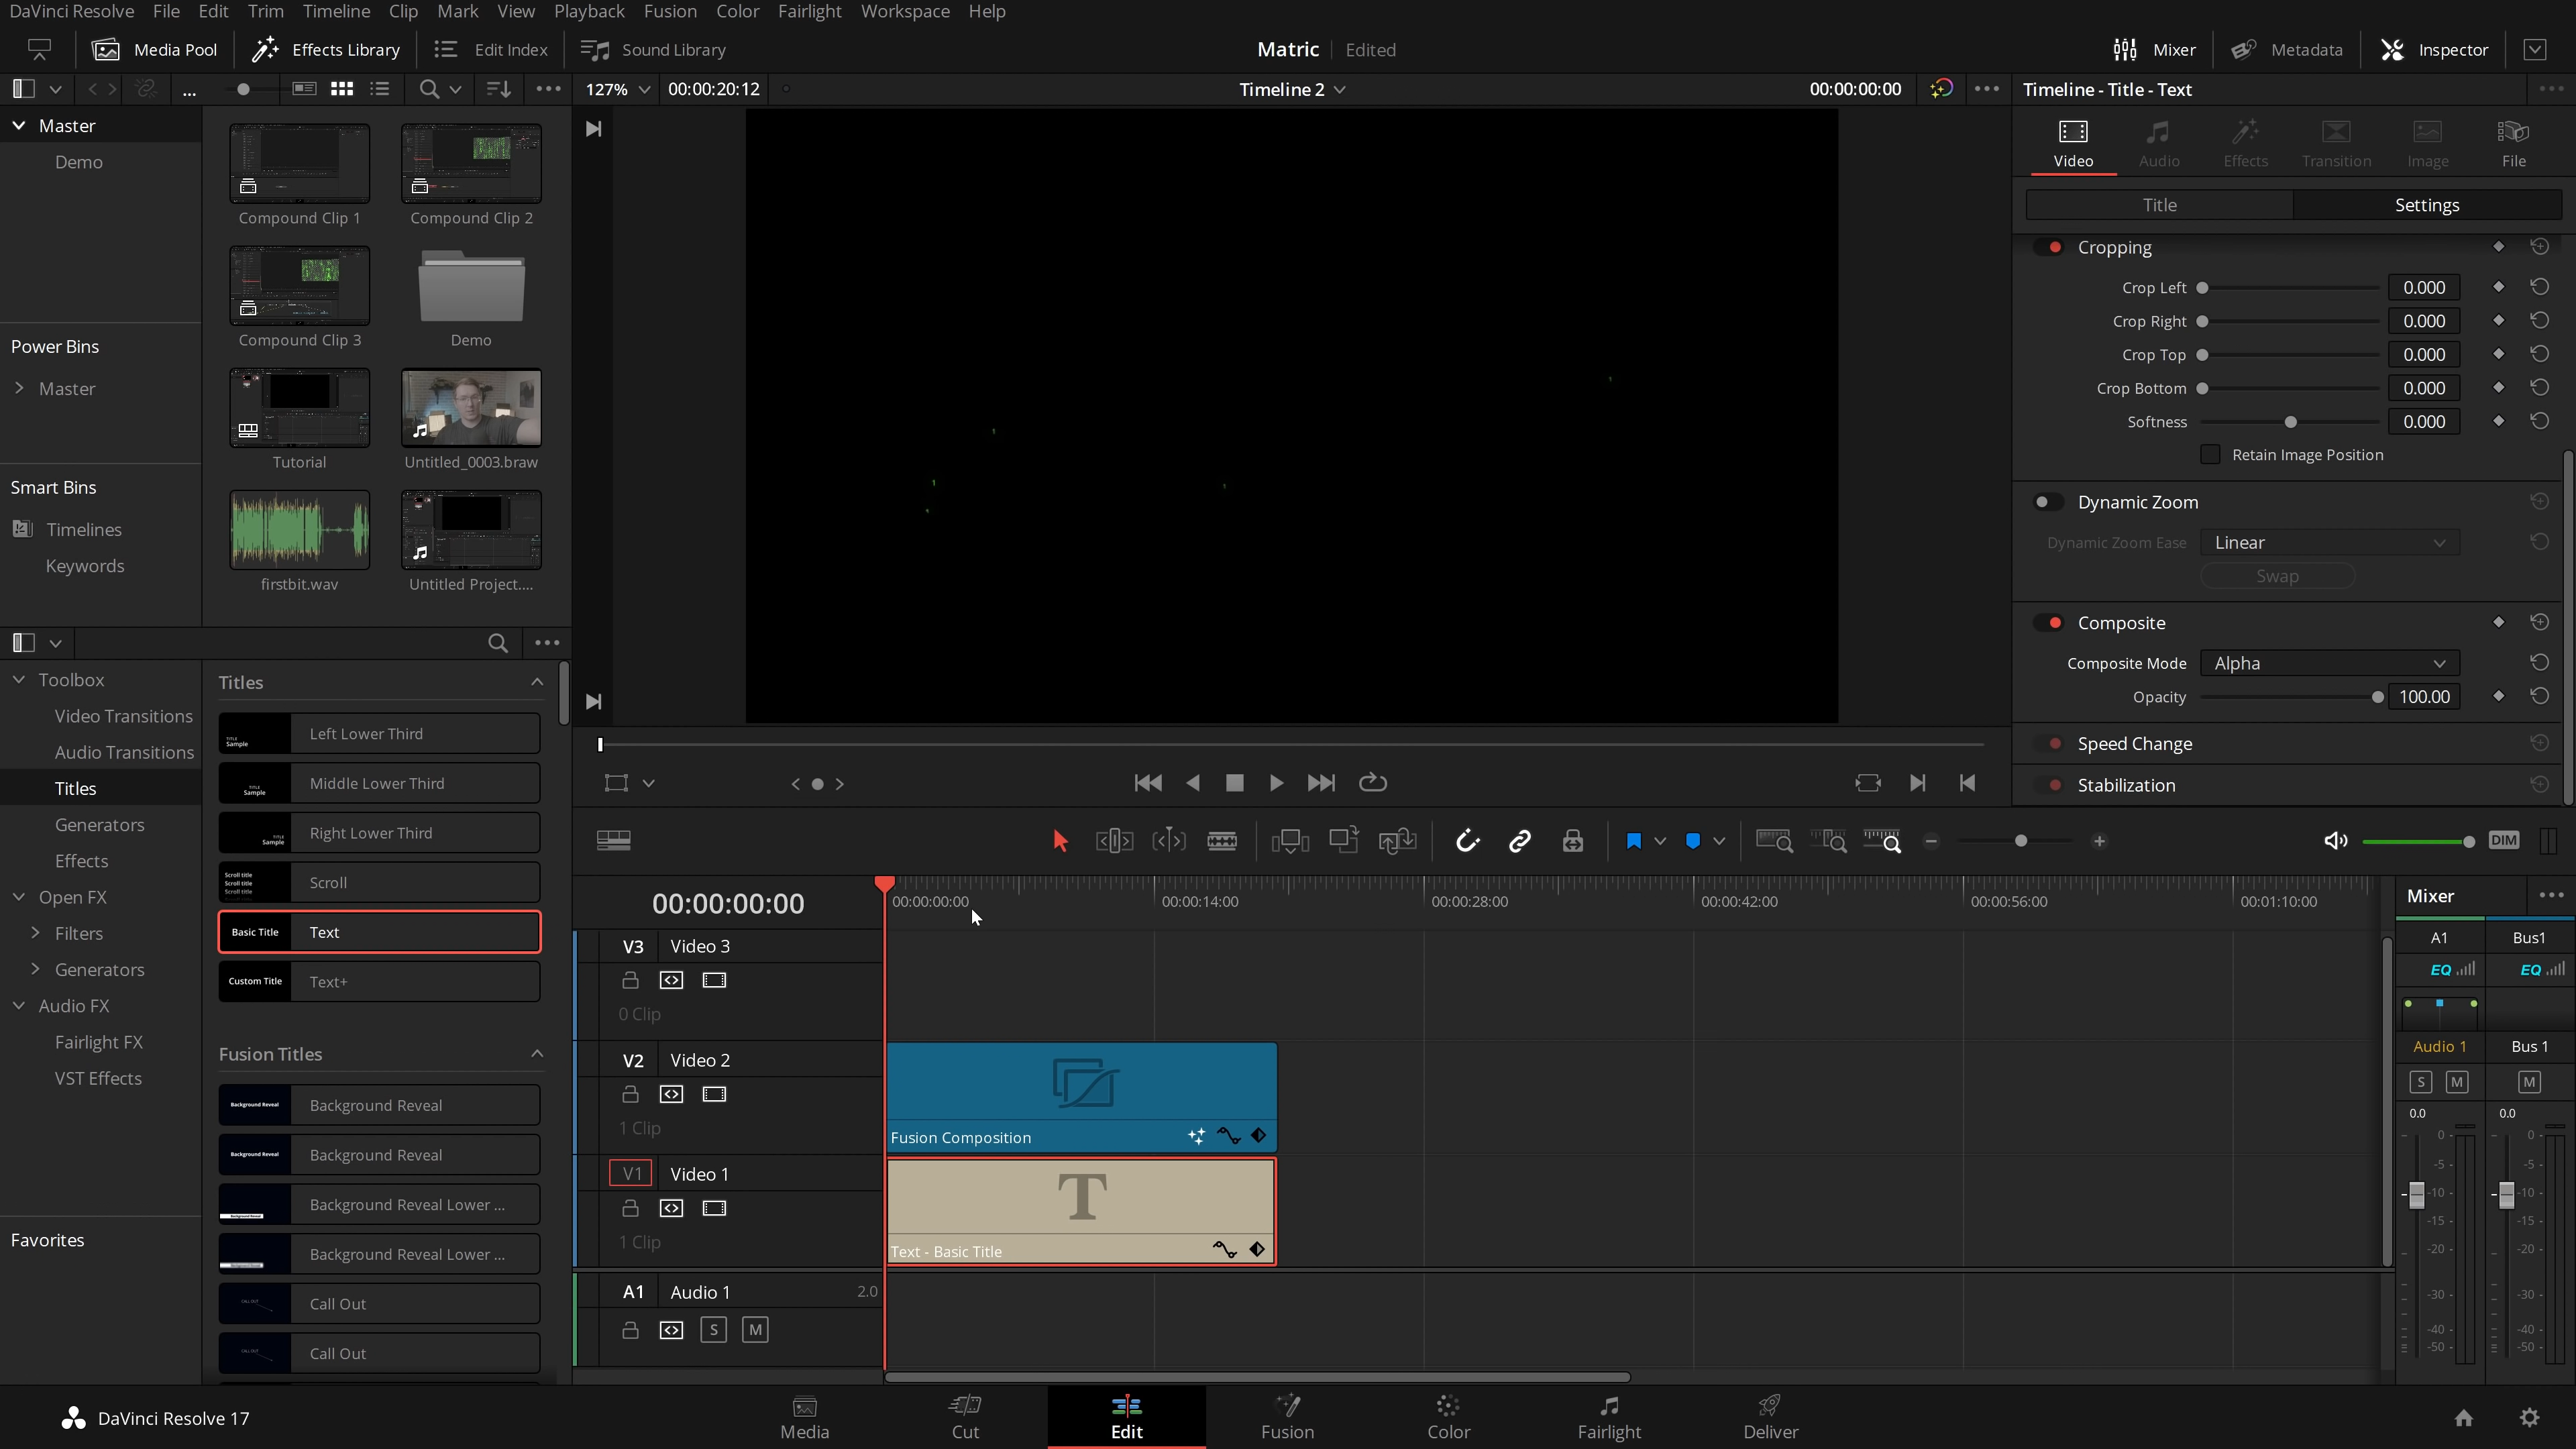 DaVinci Resolve File Edit Trim Timeline Clip Mark View Playback Fusion Color Fairlight Workspace Help
Media Pool Effects Library Edit Index Sound Library Matric Edited Mixer Metadata Inspector
... 127% 00:00:20:12 Timeline 2 00:00:00:00 Timeline - Title - Text
Master
Demo
Power Bins
Master
Smart Bins
Timelines
Keywords
Compound Clip 1 Compound Clip 2
Compound Clip 3 Demo
Tutorial Untitled_0003.braw
firstbit.wav Untitled Project....
Video Audio Effects Transition Image File
Title Settings
Cropping
Crop Left 0.000
Crop Right 0.000
Crop Top 0.000
Crop Bottom 0.000
Softness 0.000
Retain Image Position
Dynamic Zoom
Dynamic Zoom Ease Linear
Swap
Composite
Composite Mode Alpha
Opacity 100.00
Speed Change
Stabilization
Toolbox
Video Transitions
Audio Transitions
Titles
Generators
Effects
Open FX
Filters
Generators
Audio FX
Fairlight FX
VST Effects
Favorites
Titles
TITLE Sample Left Lower Third
TITLE Sample Middle Lower Third
TITLE Sample Right Lower Third
Scroll title Scroll title Scroll title Scroll
Basic Title Text
Custom Title Text+
Fusion Titles
Background Reveal Background Reveal
Background Reveal Background Reveal
Background Reveal Lower ...
Background Reveal Lower ...
CALL OUT Call Out
CALL OUT Call Out
DIM
00:00:00:00 00:00:00:00 00:00:14:00 00:00:28:00 00:00:42:00 00:00:56:00 00:01:10:00
V3 Video 3
0 Clip
V2 Video 2
1 Clip
Fusion Composition
V1 Video 1
1 Clip
T
Text - Basic Title
A1 Audio 1 2.0
S M
Mixer
A1 Bus1
EQ EQ
Audio 1 Bus 1
S M M
0.0 0.0
0 0
-5 -5
-10 -10
-15 -15
-20 -20
-30 -30
-40 -40
-50 -50
DaVinci Resolve 17 Media Cut Edit Fusion Color Fairlight Deliver